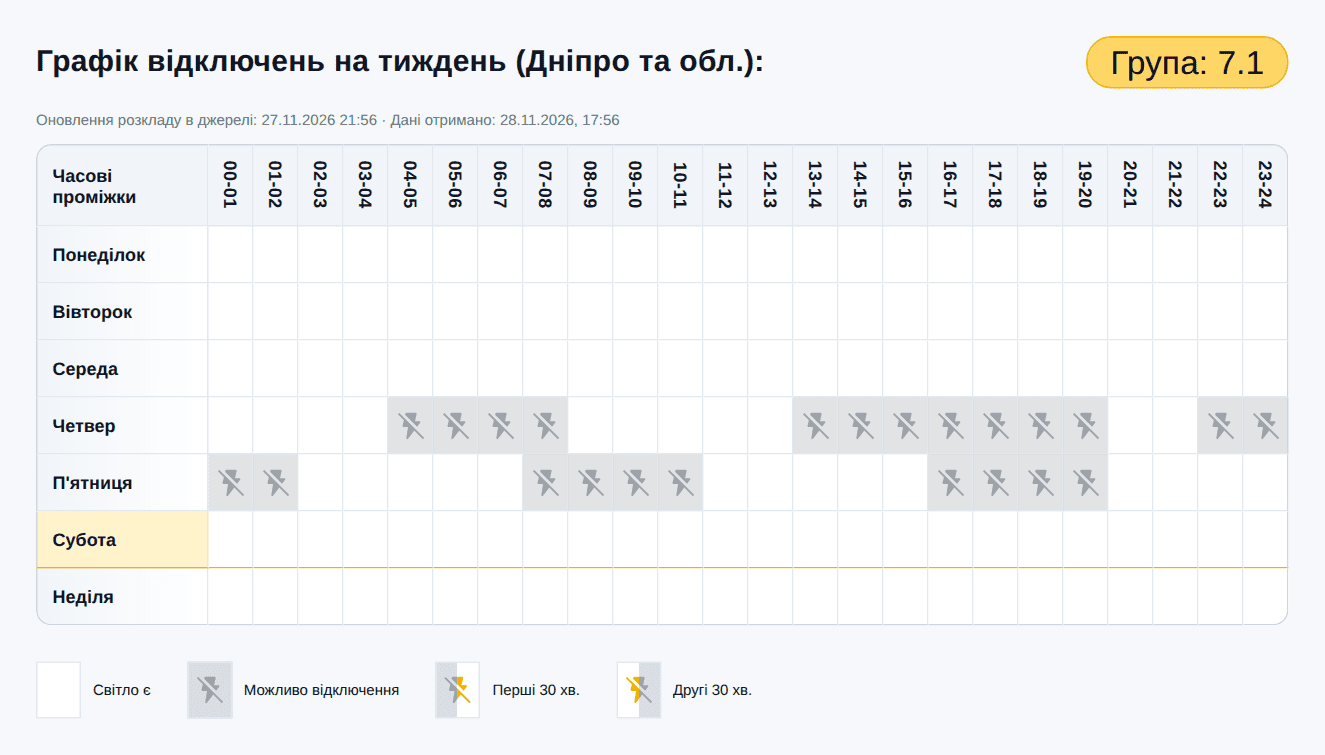 Графік відключень на тиждень (Дніпро та обл.):
Група: 7.1
Оновлення розкладу в джерелі: 27.11.2026 21:56 · Дані отримано: 28.11.2026, 17:56
Часові
проміжки
00-01
01-02
02-03
03-04
04-05
05-06
06-07
07-08
08-09
09-10
10-11
11-12
12-13
13-14
14-15
15-16
16-17
17-18
18-19
19-20
20-21
21-22
22-23
23-24
Понеділок
Вівторок
Середа
Четвер
П'ятниця
Субота
Неділя
Світло є
Можливо відключення
Перші 30 хв.
Другі 30 хв.